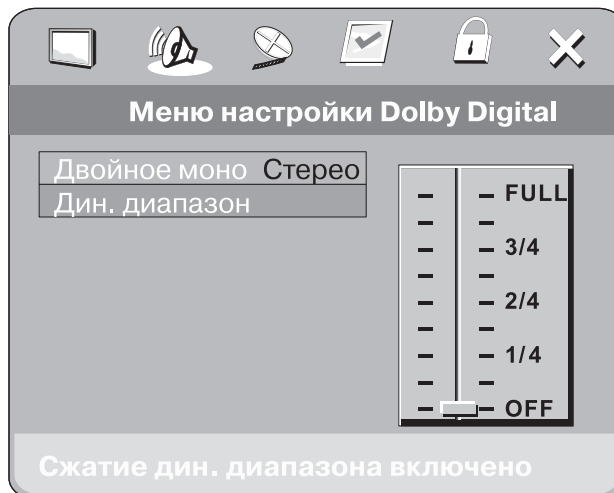 Меню настройки Dolby Digital
Двойное моно Стерео
Дин. диапазон
FULL
3/4
2/4
1/4
OFF
Сжатие дин. диапазона включено